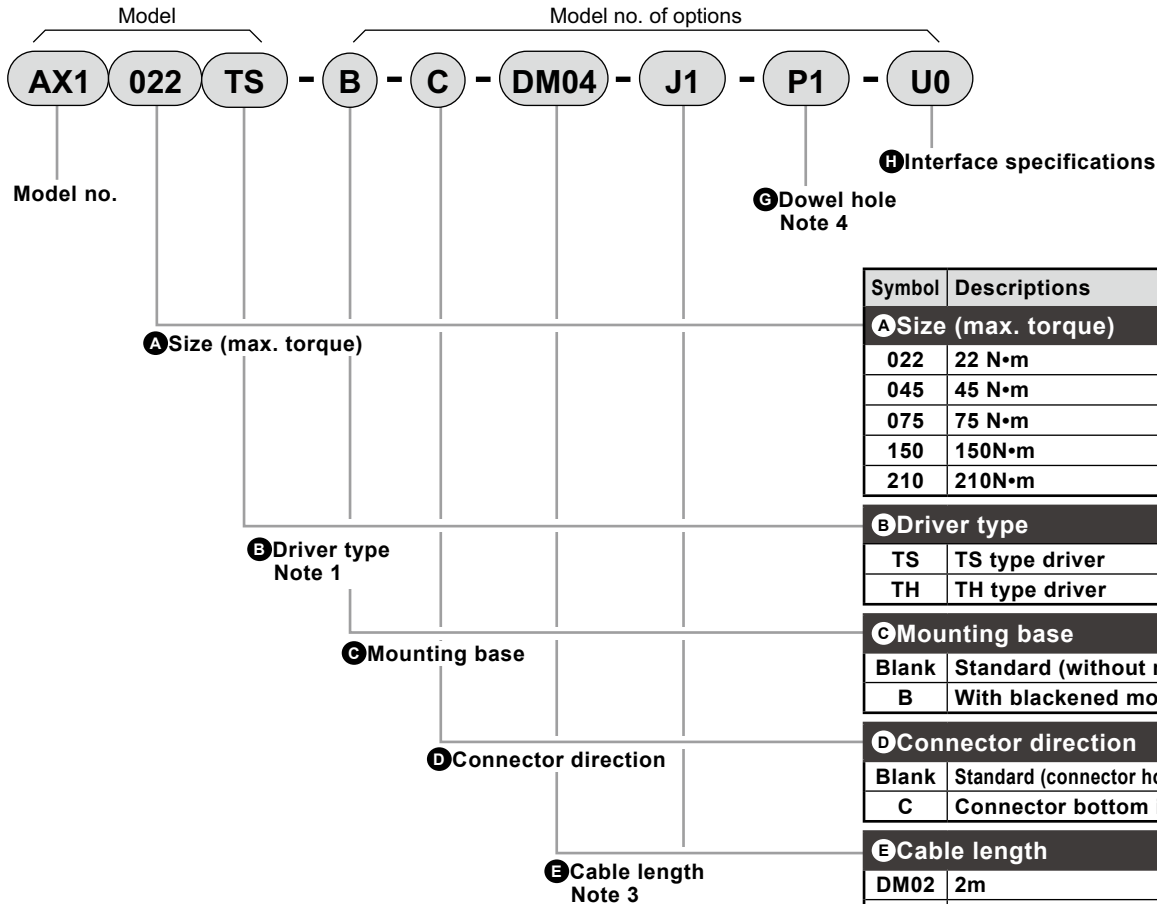 Model
Model no. of options
AX1 022 TS - B - C - DM04 - J1 - P1 - U0
H Interface specifications
Model no.
G Dowel hole
Note 4
Symbol Descriptions
A Size (max. torque)
A Size (max. torque)
022 22 N•m
045 45 N•m
075 75 N•m
150 150N•m
210 210N•m
B Driver type
B Driver type
Note 1
TS TS type driver
TH TH type driver
C Mounting base
C Mounting base
Blank Standard (without
B With blackened
D Connector direction
D Connector direction
Blank Standard (connector
C Connector bottom
E Cable length
E Cable length
Note 3
DM02 2m